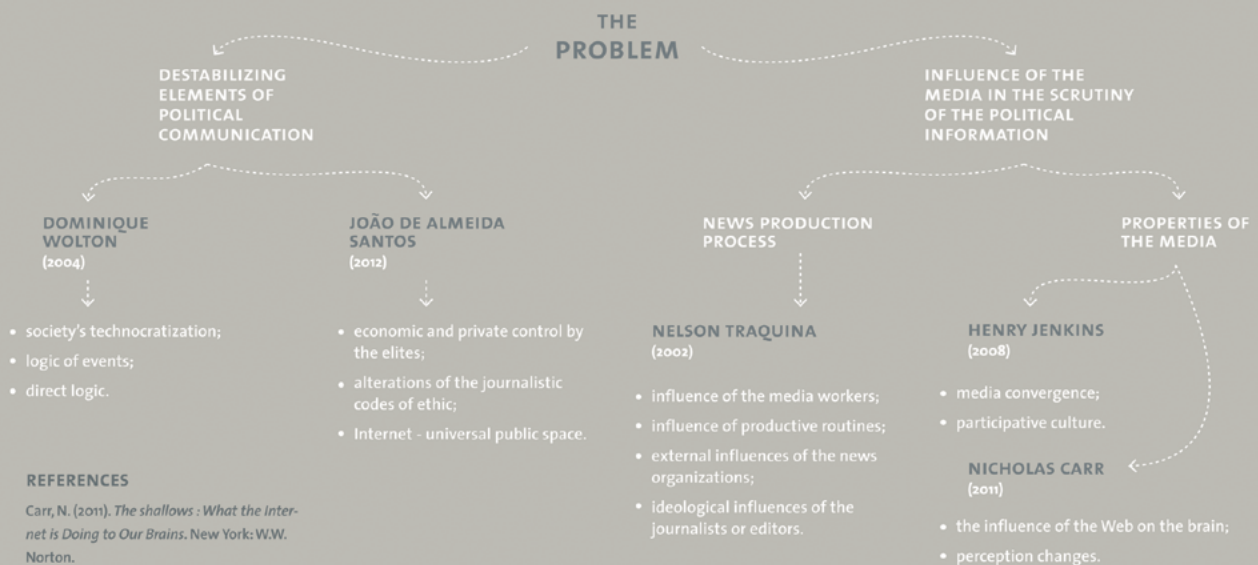 THE
PROBLEM
DESTABILIZING
ELEMENTS OF
POLITICAL
COMMUNICATION
DOMINIQUE
WOLTON
(2004)
• society's technocratization;
• logic of events;
• direct logic.
JOÃO DE ALMEIDA
SANTOS
(2012)
• economic and private control by
the elites;
• alterations of the journalistic
codes of ethic;
• Internet - universal public space.
INFLUENCE OF THE
MEDIA IN THE SCRUTINY
OF THE POLITICAL
INFORMATION
NEWS PRODUCTION
PROCESS
NELSON TRAQUINA
(2002)
• influence of the media workers;
• influence of productive routines;
• external influences of the news
organizations;
• ideological influences of the
journalists or editors.
PROPERTIES OF
THE MEDIA
HENRY JENKINS
(2008)
• media convergence;
• participative culture.
NICHOLAS CARR
(2011)
• the influence of the Web on the brain;
• perception changes.
REFERENCES
Carr, N. (2011). The shallows : What the Inter-
net is Doing to Our Brains. New York: W.W.
Norton.